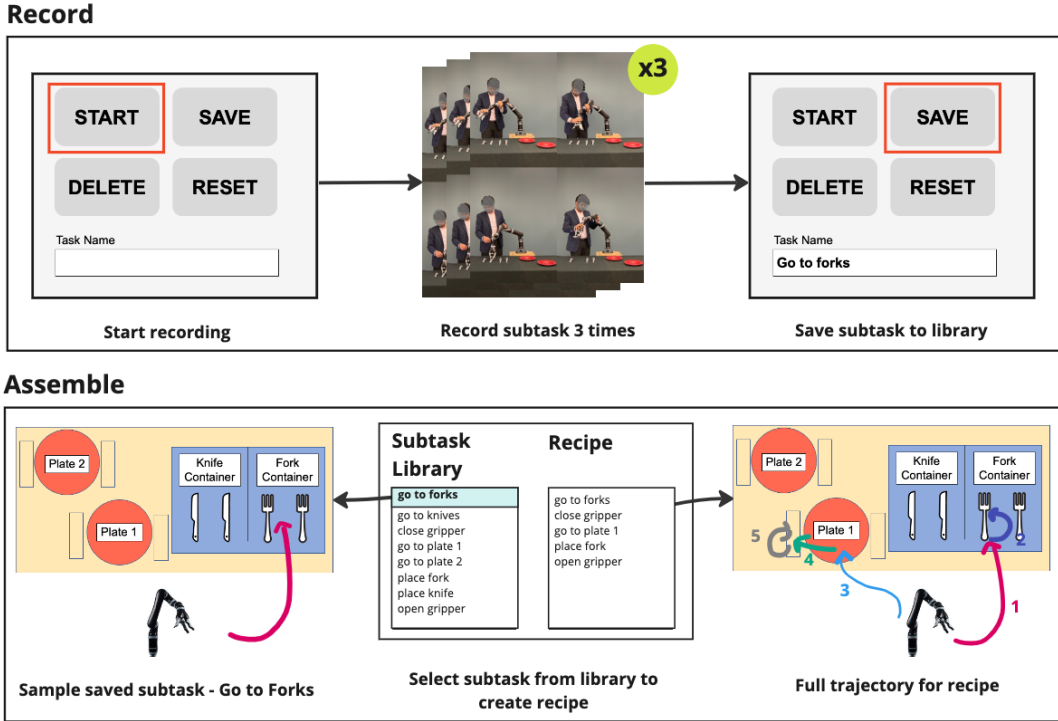 Record
START
SAVE
DELETE
RESET
Task Name
Start recording
x3
Record subtask 3 times
START
SAVE
DELETE
RESET
Task Name
Go to forks
Save subtask to library
Assemble
Plate 2
Plate 1
Knife
Container
Fork
Container
Sample saved subtask - Go to Forks
Subtask
Library
go to forks
go to knives
close gripper
go to plate 1
go to plate 2
place fork
place knife
open gripper
Recipe
go to forks
close gripper
go to plate 1
place fork
open gripper
Select subtask from library to
create recipe
Plate 2
Plate 1
Knife
Container
Fork
Container
5
4
3
2
1
Full trajectory for recipe